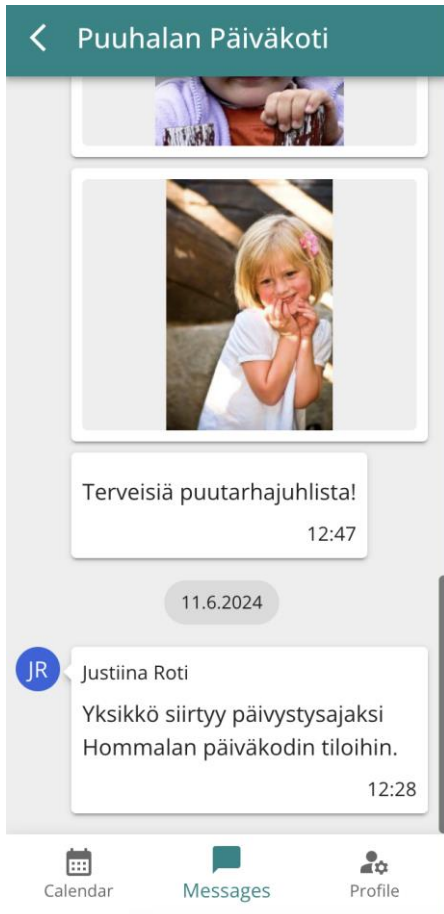 Puuhalan Päiväkoti
Terveisiä puutarhajuhlista!
12:47
11.6.2024
JR
Justiina Roti
Yksikkö siirtyy päivystysajaksi
Hommalan päiväkodin tiloihin.
12:28
Calendar
Messages
Profile